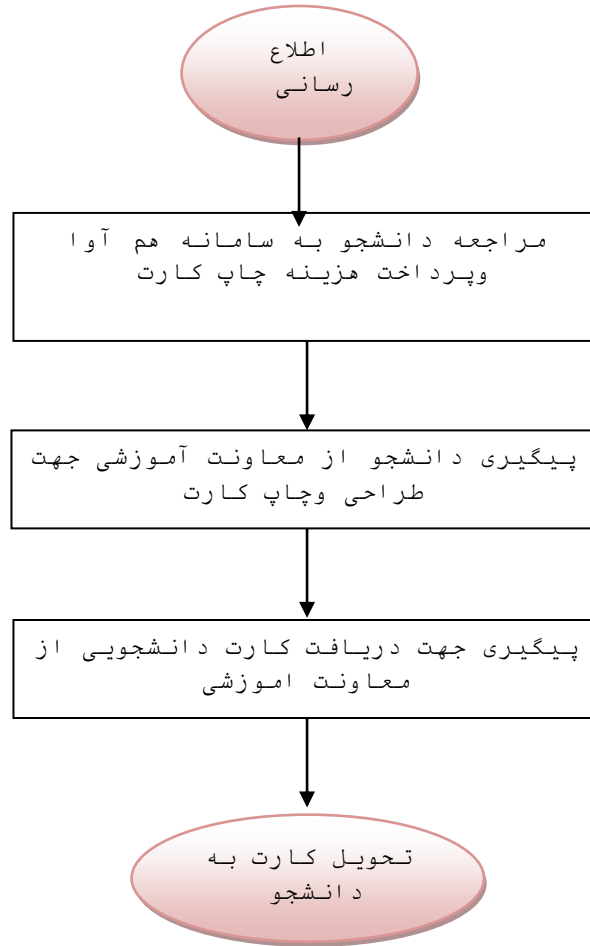 اطلاع
رسانی
مراجعه دانشجو به سامانه هم آوا
وپرداخت هزینه چاپ کارت
پیگیری دانشجو از معاونت آموزشی جهت
طراحی وچاپ کارت
پیگیری جهت دریافت کارت دانشجویی از
معاونت اموزشی
تحویل کارت به
دانشجو